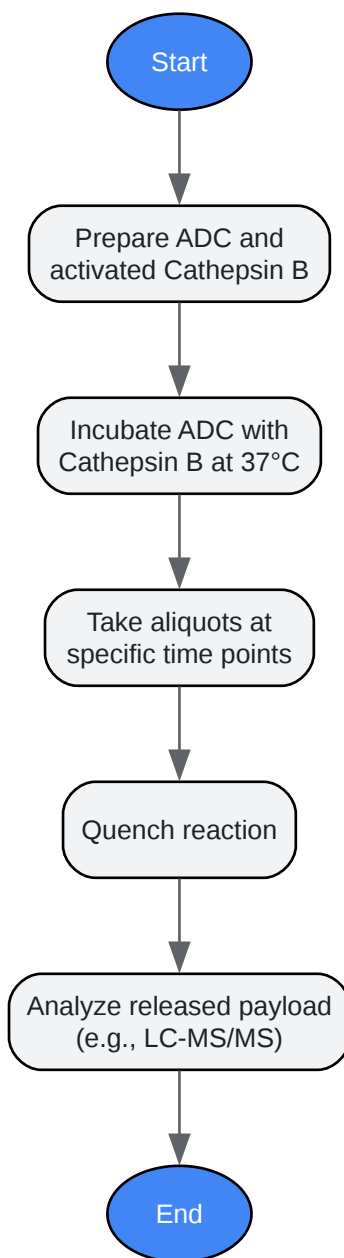 Start
Prepare ADC and
activated Cathepsin B
Incubate ADC with
Cathepsin B at 37°C
Take aliquots at
specific time points
Quench reaction
Analyze released payload
(e.g., LC-MS/MS)
End